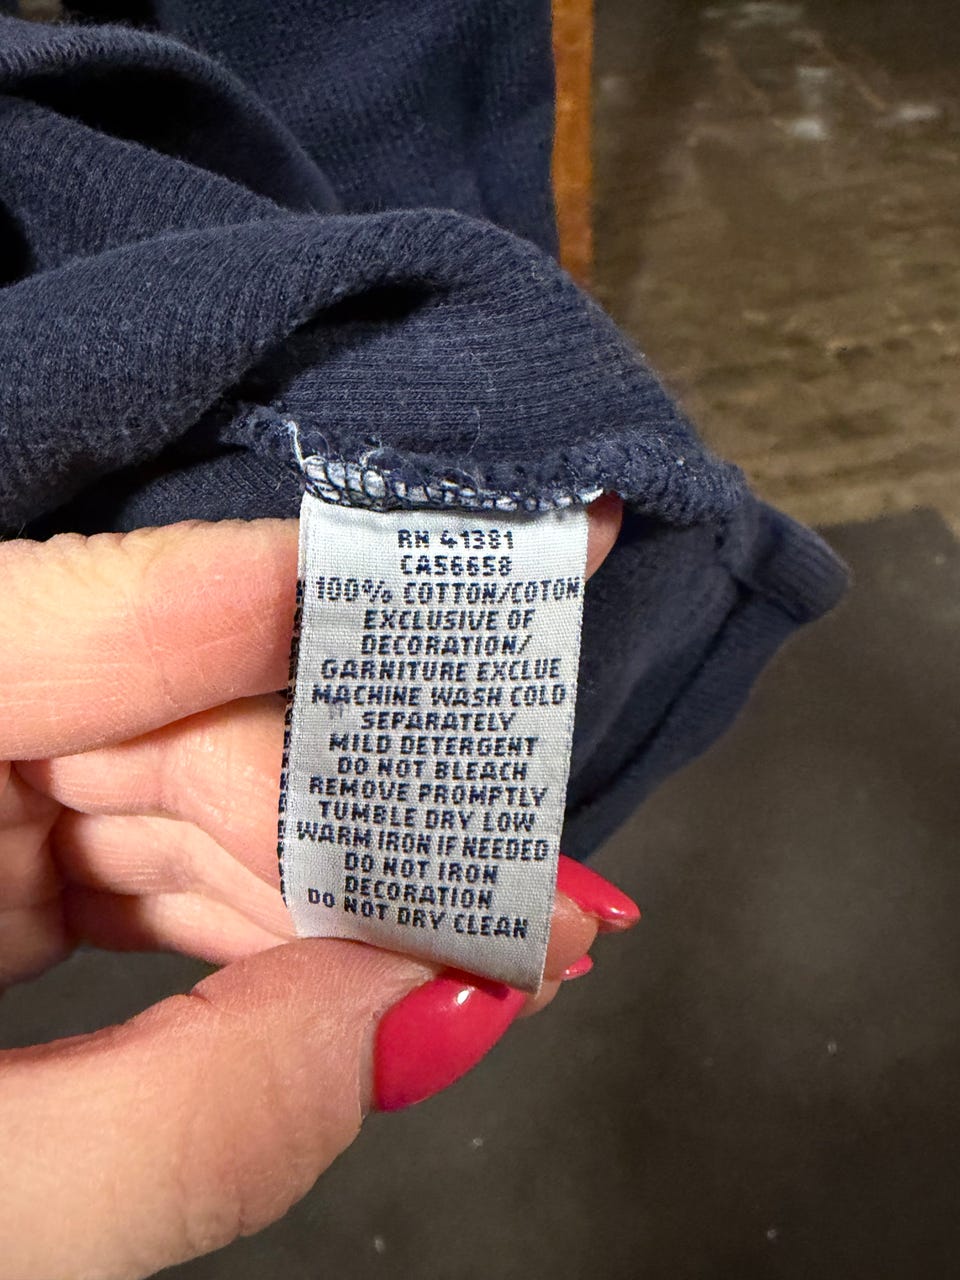 RN 41381
CA56658
100% COTTON/COTON
EXCLUSIVE OF
DECORATION/
GARNITURE EXCLUE
MACHINE WASH COLD
SEPARATELY
MILD DETERGENT
DO NOT BLEACH
REMOVE PROMPTLY
TUMBLE DRY LOW
WARM IRON IF NEEDED
DO NOT IRON
DECORATION
DO NOT DRY CLEAN